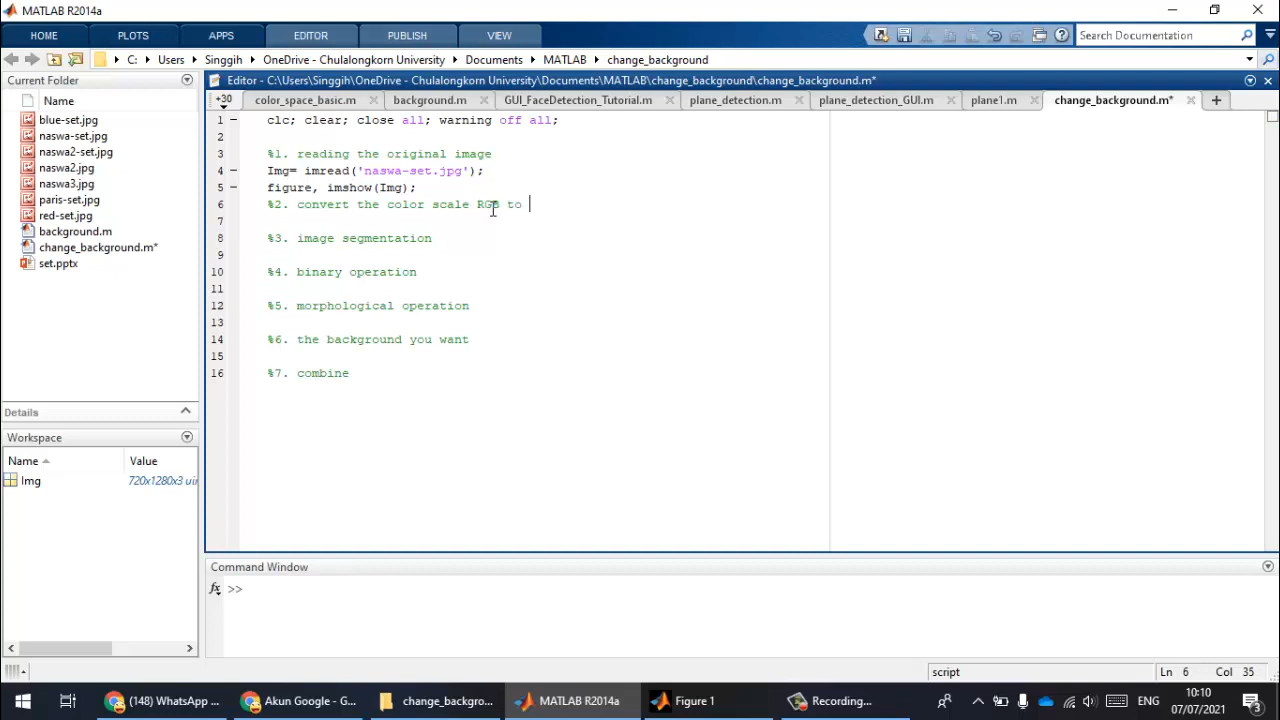 MATLAB R2014a
HOME PLOTS APPS EDITOR PUBLISH VIEW Search Documentation
C: Users Singgih OneDrive - Chulalongkorn University Documents MATLAB change_background
Current Folder
Editor - C:\Users\Singgih\OneDrive - Chulalongkorn University\Documents\MATLAB\change_background\change_background.m*
+30 color_space_basic.m background.m GUI_FaceDetection_Tutorial.m plane_detection.m plane_detection_GUI.m plane1.m change_background.m*
Name
blue-set.jpg
naswa-set.jpg
naswa2-set.jpg
naswa2.jpg
naswa3.jpg
paris-set.jpg
red-set.jpg
background.m
change_background.m*
set.pptx
Details
Workspace
Name Value
Img 720x1280x3 uin
1 clc; clear; close all; warning off all;
2
3 %1. reading the original image
4 Img= imread('naswa-set.jpg');
5 figure, imshow(Img);
6 %2. convert the color scale RGB to
7
8 %3. image segmentation
9
10 %4. binary operation
11
12 %5. morphological operation
13
14 %6. the background you want
15
16 %7. combine
Command Window
fx >>
script Ln 6 Col 35
(148) WhatsApp ... Akun Google - G... change_backgro... MATLAB R2014a Figure 1 Recording... ENG
10:10
07/07/2021
3